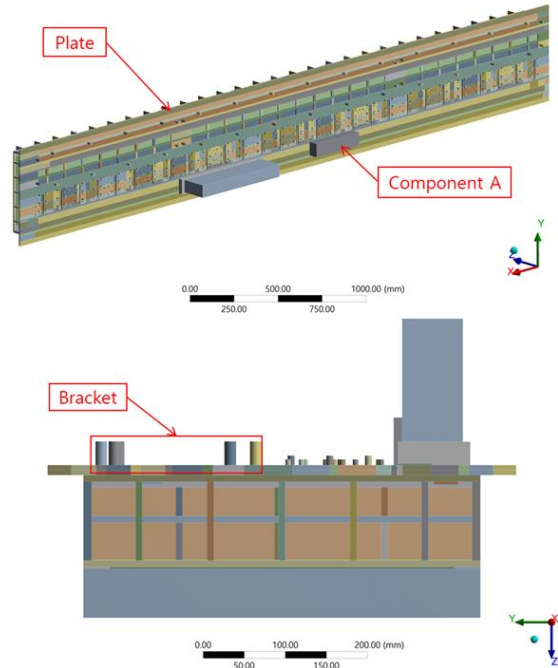 Plate
Component A
Y
Z
X
0.00 500.00 1000.00 (mm)
250.00 750.00
Bracket
Y X
Z
0.00 100.00 200.00 (mm)
50.00 150.00